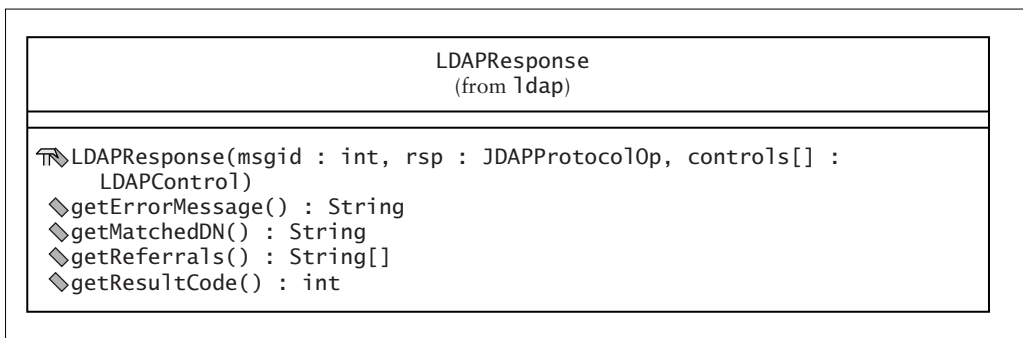 LDAPResponse
(from ldap)
LDAPResponse(msgid : int, rsp : JDAPProtocolOp, controls[] :
LDAPControl)
getErrorMessage() : String
getMatchedDN() : String
getReferrals() : String[]
getResultCode() : int